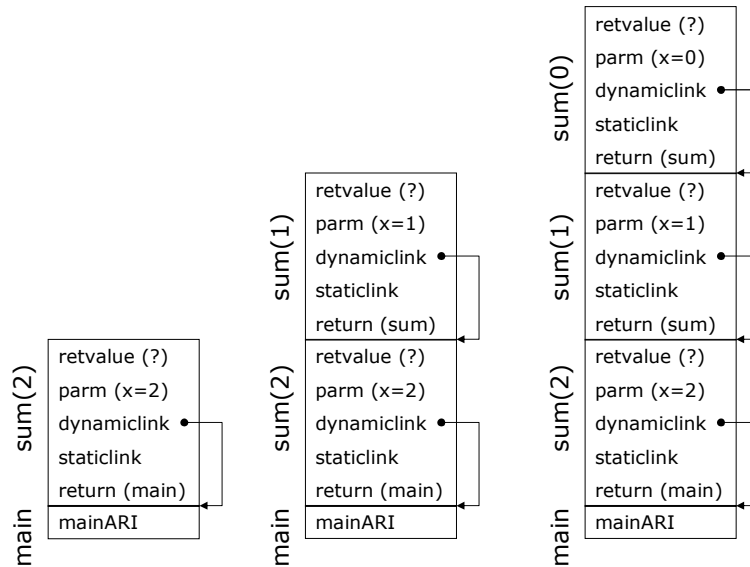 sum(2)
retvalue (?)
parm (x=2)
dynamiclink
staticlink
return (main)
main
mainARI
sum(1)
retvalue (?)
parm (x=1)
dynamiclink
staticlink
return (sum)
sum(2)
retvalue (?)
parm (x=2)
dynamiclink
staticlink
return (main)
main
mainARI
sum(0)
retvalue (?)
parm (x=0)
dynamiclink
staticlink
return (sum)
sum(1)
retvalue (?)
parm (x=1)
dynamiclink
staticlink
return (sum)
sum(2)
retvalue (?)
parm (x=2)
dynamiclink
staticlink
return (main)
main
mainARI